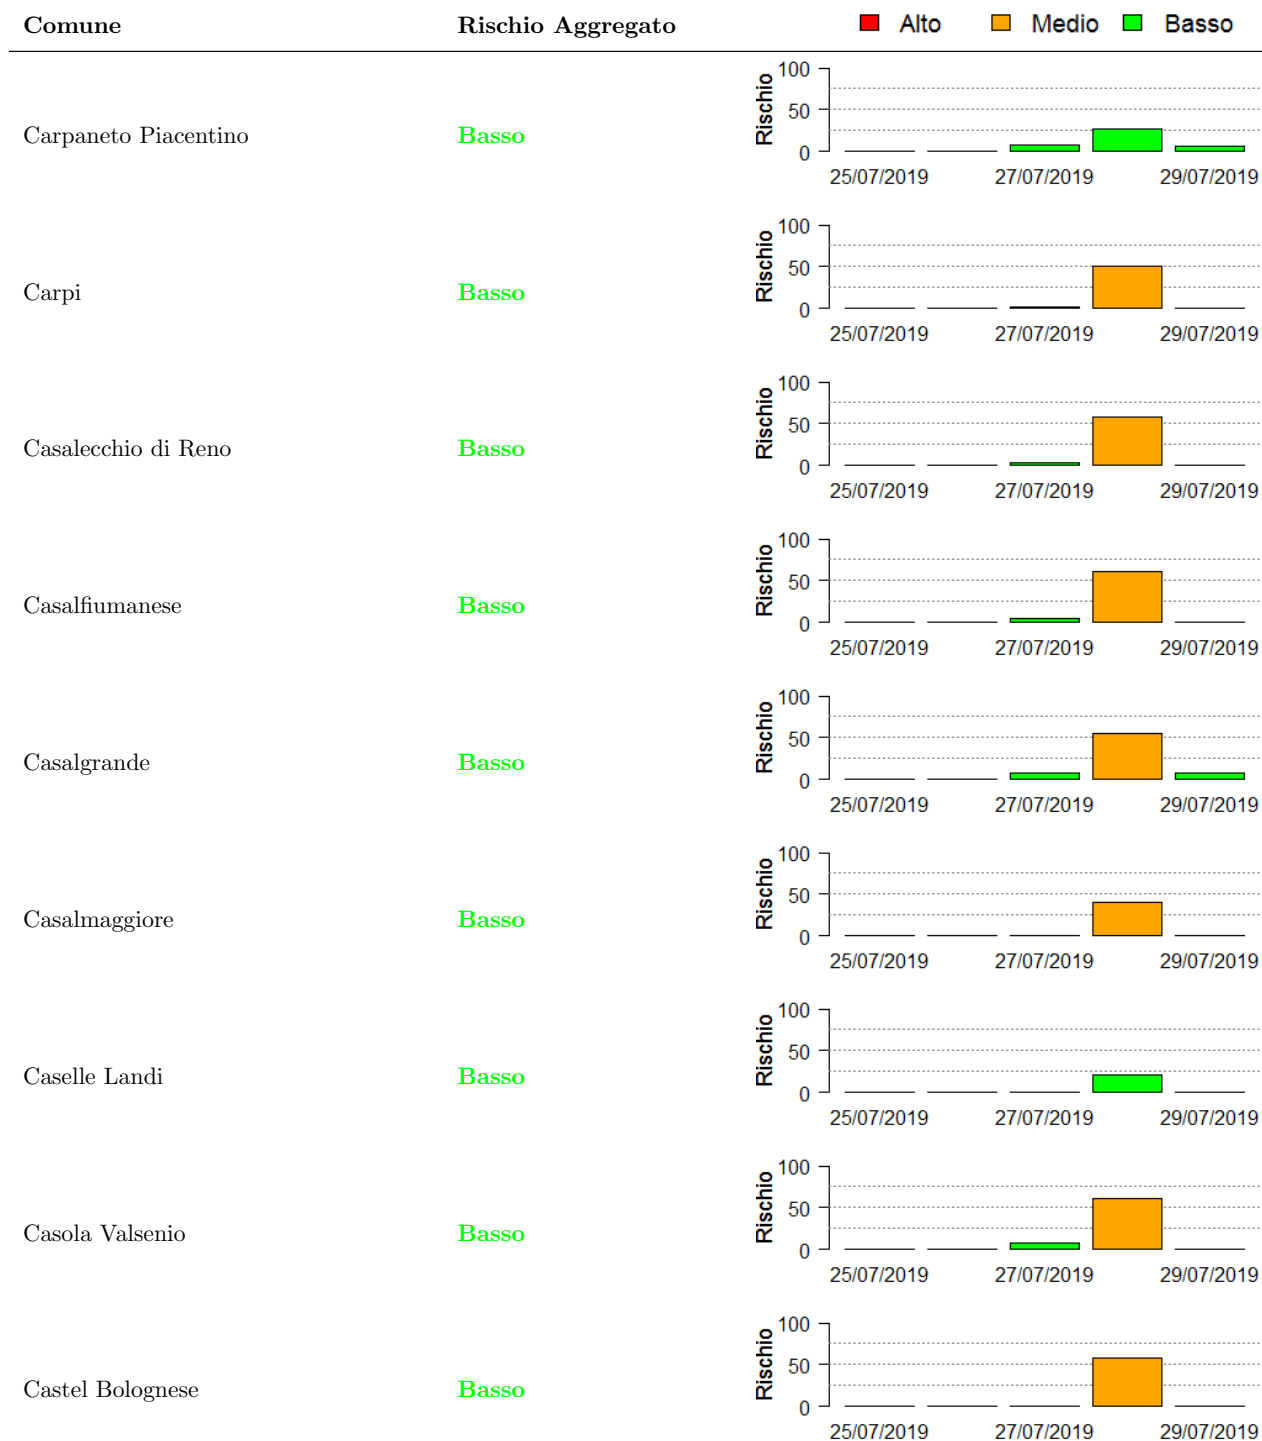 Comune Rischio Aggregato Alto Medio Basso
Carpaneto Piacentino Basso
Rischio
100
50
0
25/07/2019 27/07/2019 29/07/2019
Carpi Basso
Rischio
100
50
0
25/07/2019 27/07/2019 29/07/2019
Casalecchio di Reno Basso
Rischio
100
50
0
25/07/2019 27/07/2019 29/07/2019
Casalfiumanese Basso
Rischio
100
50
0
25/07/2019 27/07/2019 29/07/2019
Casalgrande Basso
Rischio
100
50
0
25/07/2019 27/07/2019 29/07/2019
Casalmaggiore Basso
Rischio
100
50
0
25/07/2019 27/07/2019 29/07/2019
Caselle Landi Basso
Rischio
100
50
0
25/07/2019 27/07/2019 29/07/2019
Casola Valsenio Basso
Rischio
100
50
0
25/07/2019 27/07/2019 29/07/2019
Castel Bolognese Basso
Rischio
100
50
0
25/07/2019 27/07/2019 29/07/2019